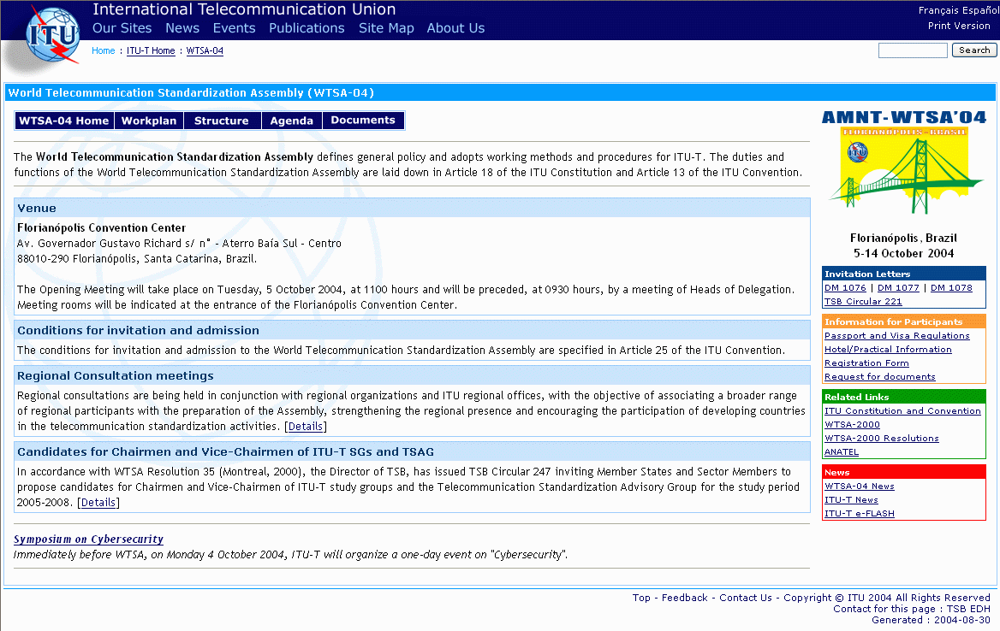 International Telecommunication Union
Français Español
Our Sites News Events Publications Site Map About Us
Print Version
ITU
Home : ITU-T Home : WTSA-04
Search
World Telecommunication Standardization Assembly (WTSA-04)
WTSA-04 Home Workplan Structure Agenda Documents
The World Telecommunication Standardization Assembly defines general policy and adopts working methods and procedures for ITU-T. The duties and
functions of the World Telecommunication Standardization Assembly are laid down in Article 18 of the ITU Constitution and Article 13 of the ITU Convention.
Venue
Florianópolis Convention Center
Av. Governador Gustavo Richard s/ n° - Aterro Baía Sul - Centro
88010-290 Florianópolis, Santa Catarina, Brazil.
The Opening Meeting will take place on Tuesday, 5 October 2004, at 1100 hours and will be preceded, at 0930 hours, by a meeting of Heads of Delegation.
Meeting rooms will be indicated at the entrance of the Florianópolis Convention Center.
Conditions for invitation and admission
The conditions for invitation and admission to the World Telecommunication Standardization Assembly are specified in Article 25 of the ITU Convention.
Regional Consultation meetings
Regional consultations are being held in conjunction with regional organizations and ITU regional offices, with the objective of associating a broader range
of regional participants with the preparation of the Assembly, strengthening the regional presence and encouraging the participation of developing countries
in the telecommunication standardization activities. [Details]
Candidates for Chairmen and Vice-Chairmen of ITU-T SGs and TSAG
In accordance with WTSA Resolution 35 (Montreal, 2000), the Director of TSB, has issued TSB Circular 247 inviting Member States and Sector Members to
propose candidates for Chairmen and Vice-Chairmen of ITU-T study groups and the Telecommunication Standardization Advisory Group for the study period
2005-2008. [Details]
Symposium on Cybersecurity
Immediately before WTSA, on Monday 4 October 2004, ITU-T will organize a one-day event on "Cybersecurity".
AMNT-WTSA'04
FLORIANÓPOLIS - BRASIL
ITU
Florianópolis, Brazil
5-14 October 2004
Invitation Letters
DM 1076 | DM 1077 | DM 1078
TSB Circular 221
Information for Participants
Passport and Visa Regulations
Hotel/Practical Information
Registration Form
Request for documents
Related Links
ITU Constitution and Convention
WTSA-2000
WTSA-2000 Resolutions
ANATEL
News
WTSA-04 News
ITU-T News
ITU-T e-FLASH
Top - Feedback - Contact Us - Copyright © ITU 2004 All Rights Reserved
Contact for this page : TSB EDH
Generated : 2004-08-30